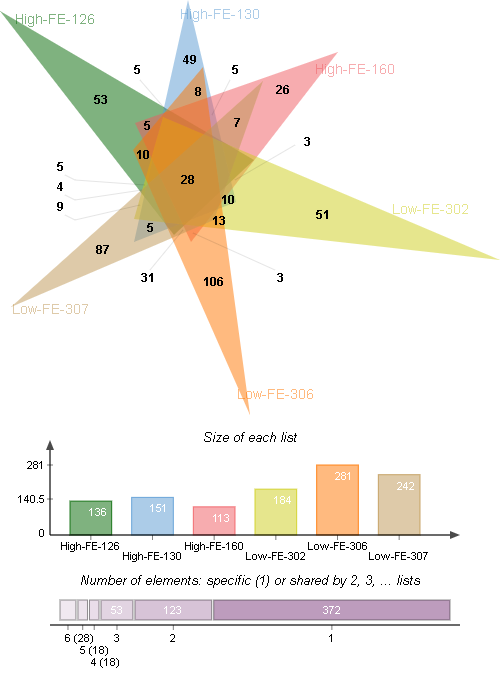 High-FE-126
High-FE-130
High-FE-160
Low-FE-302
Low-FE-306
Low-FE-307
49
5
5
8
26
53
5
7
3
10
5
28
4
9
10
13
51
5
87
31
106
3
Size of each list
281
140.5
0
136
151
113
184
281
242
High-FE-126
High-FE-130
High-FE-160
Low-FE-302
Low-FE-306
Low-FE-307
Number of elements: specific (1) or shared by 2, 3, ... lists
53
123
372
6 (28)
5 (18)
4 (18)
3
2
1